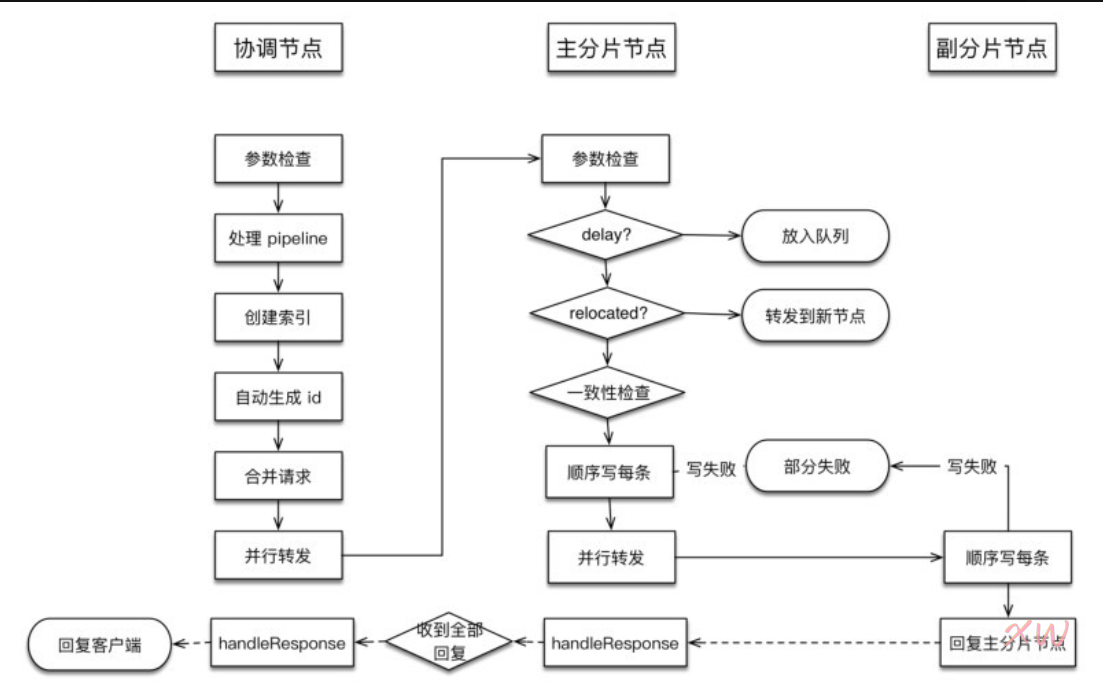 协调节点
主分片节点
副分片节点
参数检查
处理 pipeline
创建索引
自动生成 id
合并请求
并行转发
参数检查
delay?
放入队列
relocated?
转发到新节点
一致性检查
顺序写每条
写失败
部分失败
写失败
并行转发
顺序写每条
回复主分片节点
XW
handleResponse
收到全部
回复
handleResponse
回复客户端